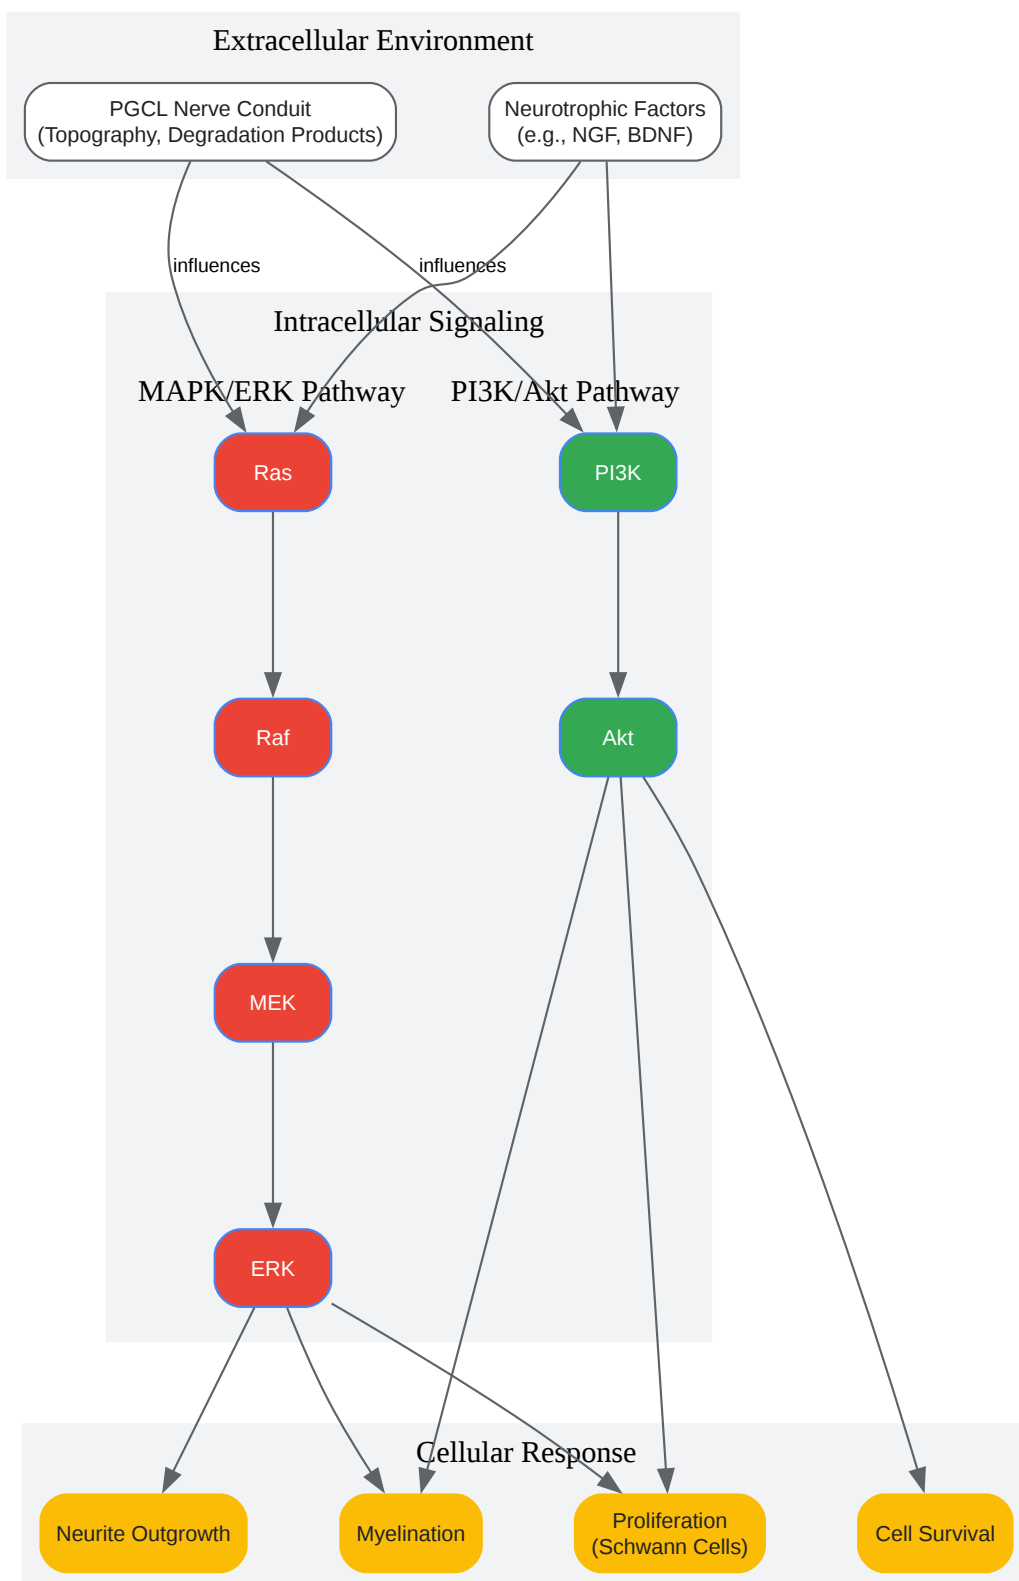 Extracellular Environment
PGCL Nerve Conduit
(Topography, Degradation Products)
Neurotrophic Factors
(e.g., NGF, BDNF)
influences
influences
Intracellular Signaling
MAPK/ERK Pathway
PI3K/Akt Pathway
Ras
PI3K
Raf
Akt
MEK
ERK
Cellular Response
Neurite Outgrowth
Myelination
Proliferation
(Schwann Cells)
Cell Survival